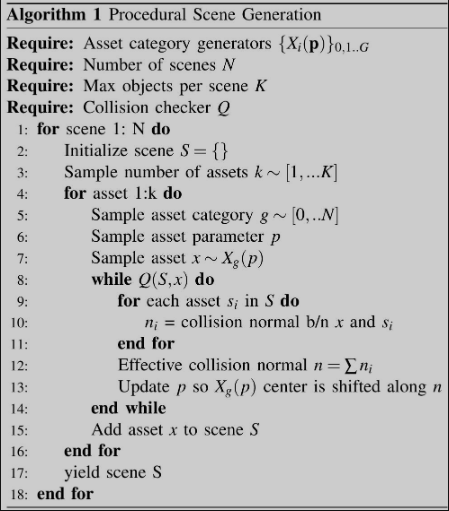 Algorithm 1 Procedural Scene Generation
Require: Asset category generators {X_i(p)}_{0,1..G}
Require: Number of scenes N
Require: Max objects per scene K
Require: Collision checker Q
1: for scene 1: N do
2: Initialize scene S = {}
3: Sample number of assets k ∼ [1,...K]
4: for asset 1:k do
5: Sample asset category g ∼ [0,..N]
6: Sample asset parameter p
7: Sample asset x ∼ X_g(p)
8: while Q(S,x) do
9: for each asset s_i in S do
10: n_i = collision normal b/n x and s_i
11: end for
12: Effective collision normal n = ∑ n_i
13: Update p so X_g(p) center is shifted along n
14: end while
15: Add asset x to scene S
16: end for
17: yield scene S
18: end for